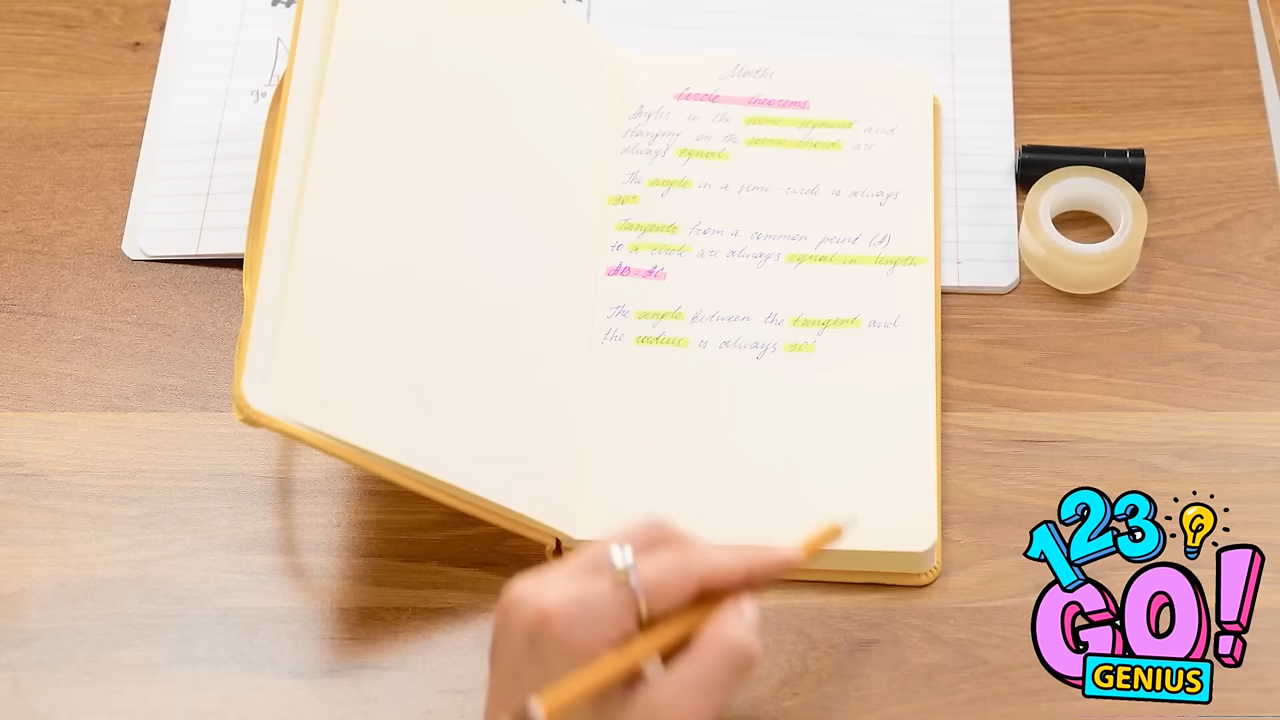 Maths
Circle theorems
Angles in the same segment and
standing on the same chord are
always equal
The angle in a semi-circle is always
90°
Tangents from a common point (A)
to a circle are always equal in length
AB=AC
The angle between the tangent and
the radius is always 90°
go
123
GO!
GENIUS